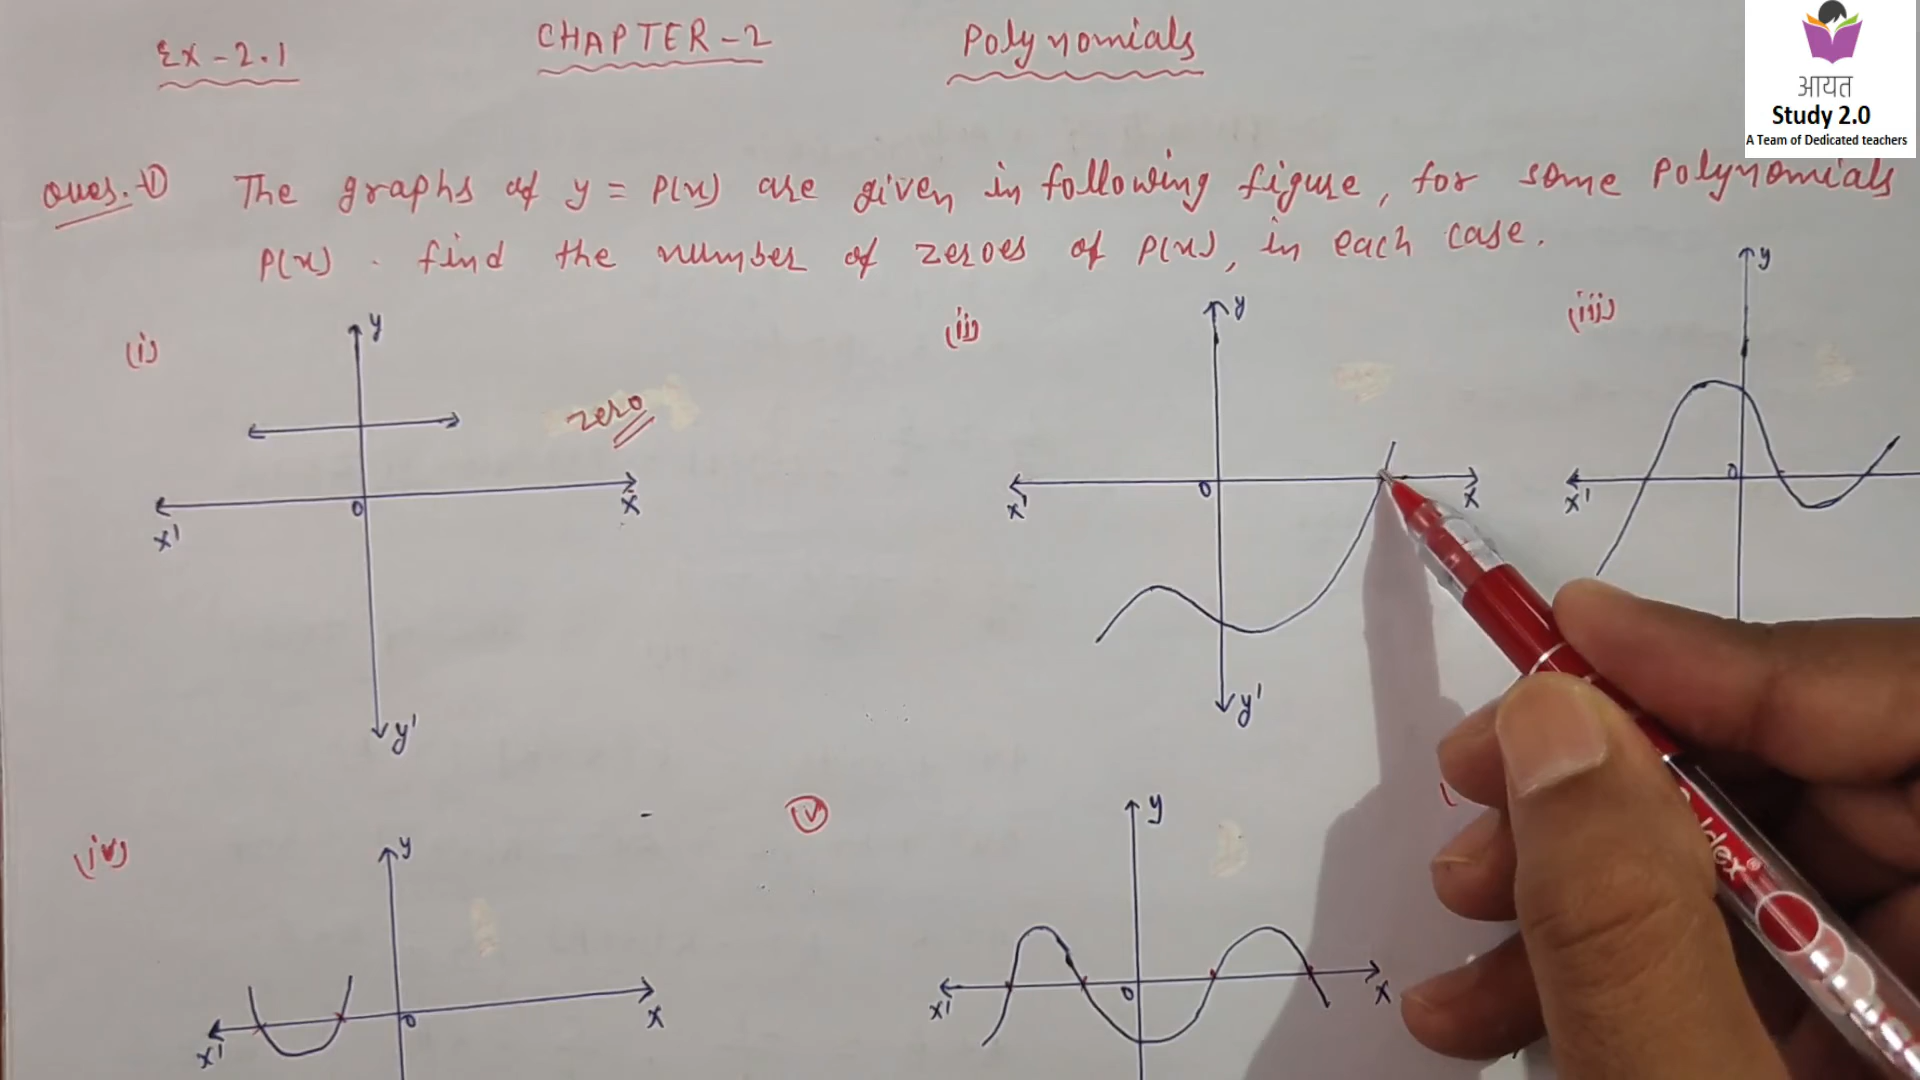 Ex-2.1 CHAPTER-2 Polynomials
आयत
Study 2.0
A Team of Dedicated teachers
Ques.-1 The graphs of y = P(x) are given in following figure, for some Polynomials
P(x). find the number of zeroes of P(x), in each case.
(i) y zero x' 0 x y'
(ii) y x' 0 x y'
(iii) y x' 0
(iv) y x' 0 x
(v) y x' 0 x